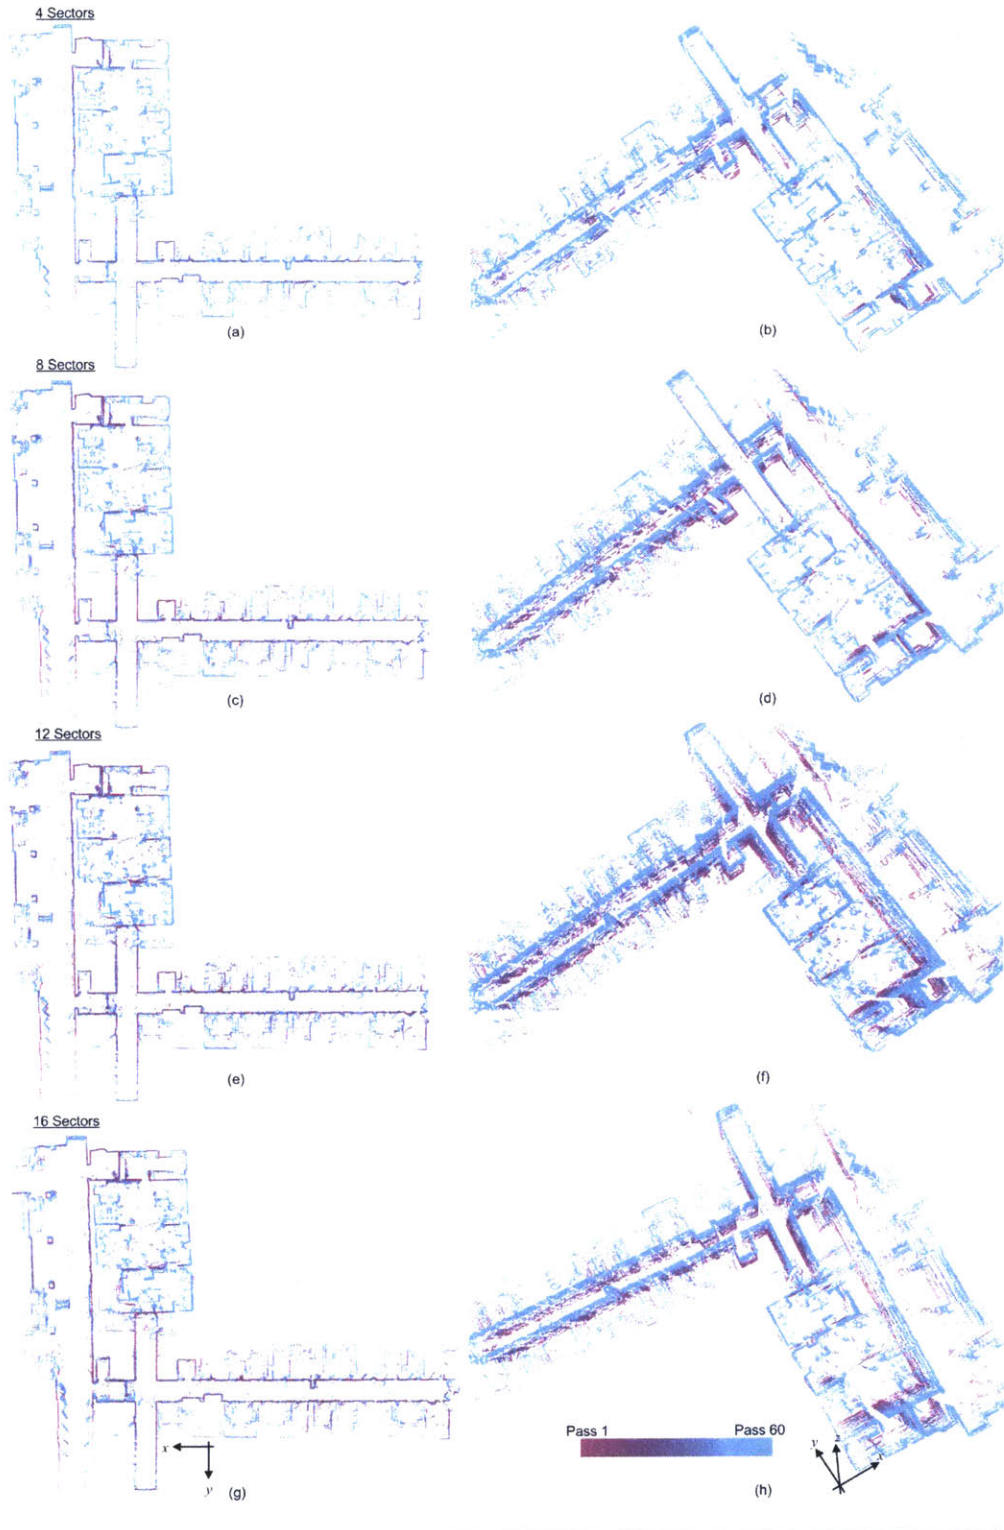 4 Sectors
(a)
(b)
8 Sectors
(c)
(d)
12 Sectors
(e)
(f)
16 Sectors
Pass 1 Pass 60
x
y
(g)
(h)
y
z
x